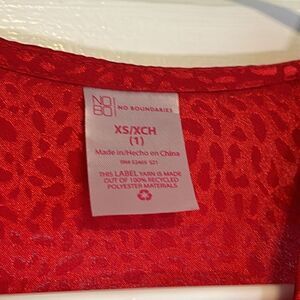 NO
BO
NO BOUNDARIES
XS/XCH
(1)
Made in/Hecho en China
THIS LABEL YARN IS MADE
OUT OF 100% RECYCLED
POLYESTER MATERIALS